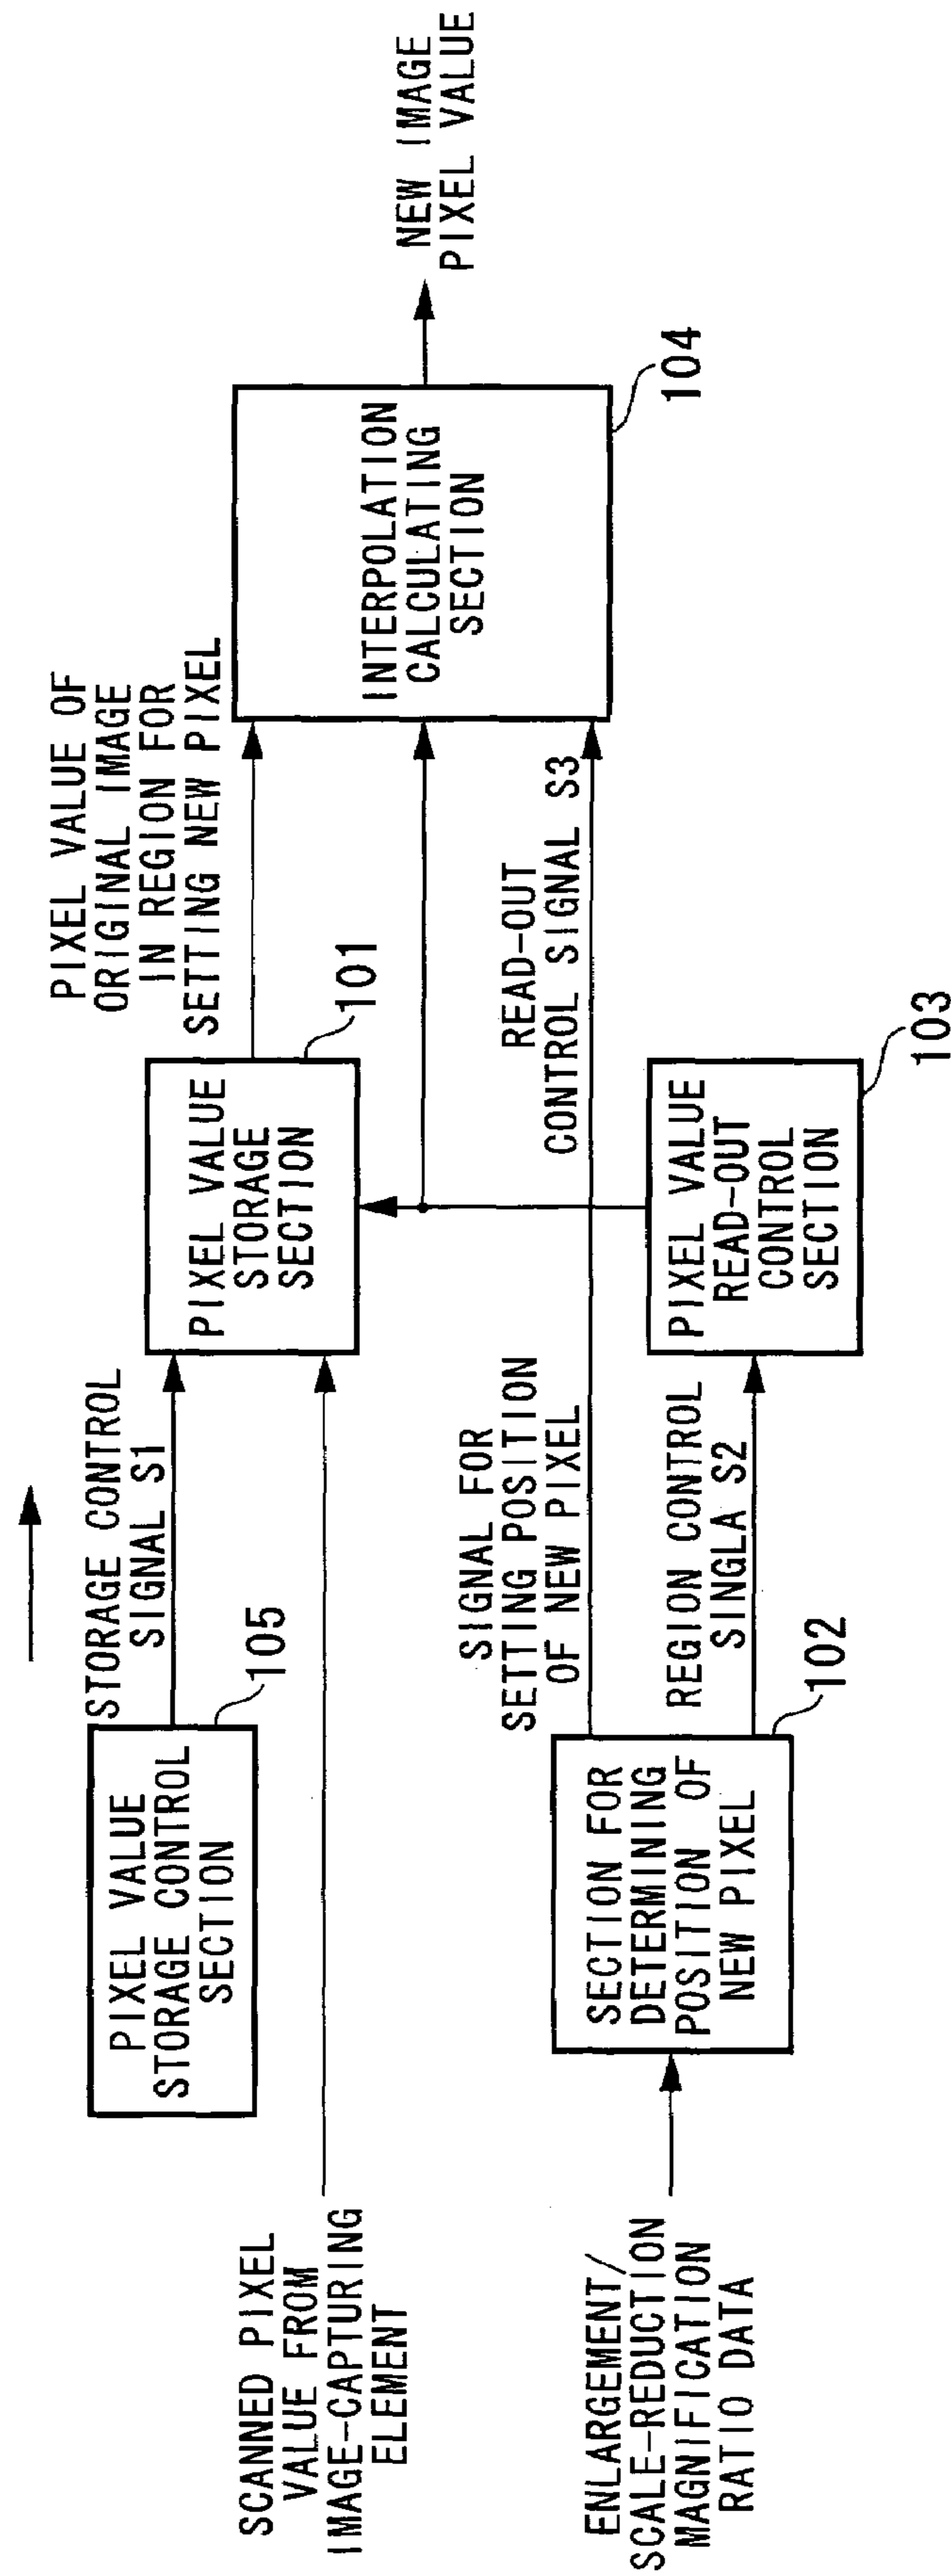 PIXEL VALUE
STORAGE CONTROL
SECTION
105
STORAGE CONTROL
SIGNAL S1
SCANNED PIXEL
VALUE FROM
IMAGE-CAPTURING
ELEMENT
PIXEL VALUE
STORAGE
SECTION
101
PIXEL VALUE OF
ORIGINAL IMAGE
IN REGION FOR
SETTING NEW PIXEL
INTERPOLATION
CALCULATING
SECTION
104
NEW IMAGE
PIXEL VALUE
ENLARGEMENT/
SCALE-REDUCTION
MAGNIFICATION
RATIO DATA
SECTION FOR
DETERMINING
POSITION OF
NEW PIXEL
102
SIGNAL FOR
SETTING POSITION
OF NEW PIXEL
REGION CONTROL
SINGLA S2
PIXEL VALUE
READ-OUT
CONTROL
SECTION
103
READ-OUT
CONTROL SIGNAL S3